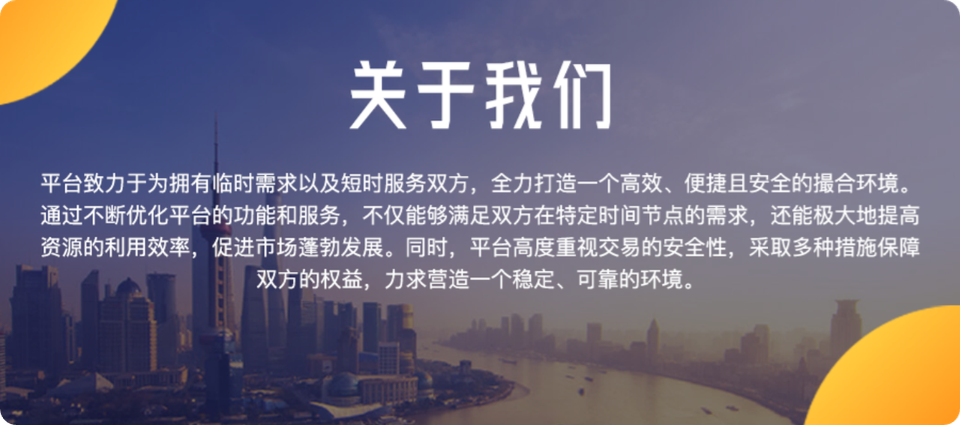 关于我们
平台致力于为拥有临时需求以及短时服务双方，全力打造一个高效、便捷且安全的撮合环境。
通过不断优化平台的功能和服务，不仅能够满足双方在特定时间节点的需求，还能极大地提高
资源的利用效率，促进市场蓬勃发展。同时，平台高度重视交易的安全性，采取多种措施保障
双方的权益，力求营造一个稳定、可靠的环境。